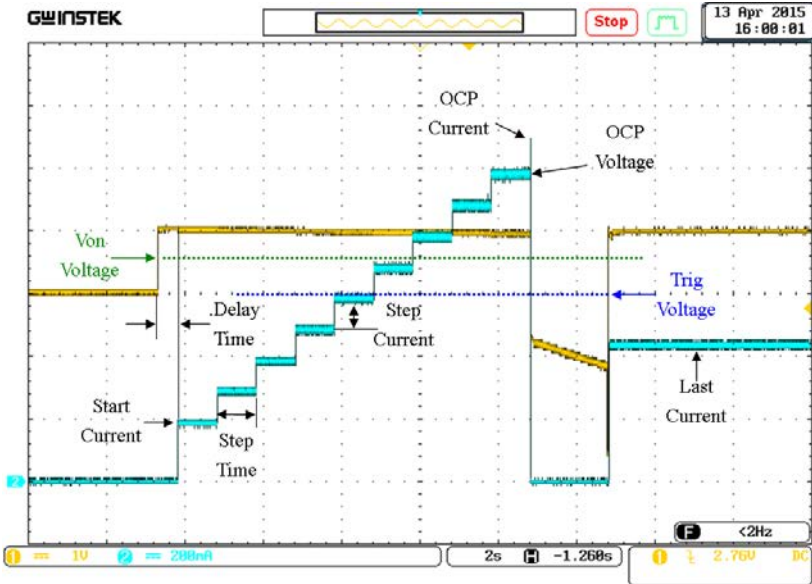 GWINSTEK
Stop
13 Apr 2015
16:00:01
OCP
Current
OCP
Voltage
Von
Voltage
Trig
Voltage
.Delay
Time
Step
Current
Start
Current
Step
Time
Last
Current
2
F <2Hz
1 1V 2 200mA
2s H -1.260s
1 2.76V DC